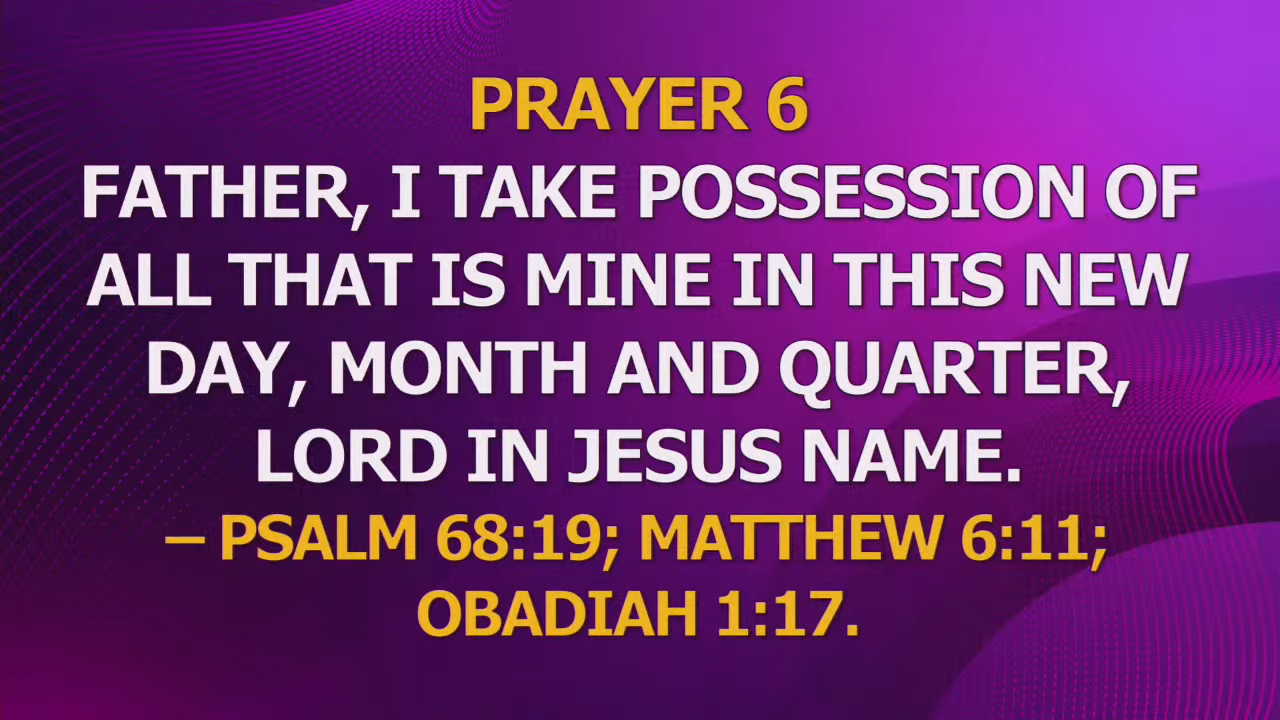 PRAYER 6
FATHER, I TAKE POSSESSION OF
ALL THAT IS MINE IN THIS NEW
DAY, MONTH AND QUARTER,
LORD IN JESUS NAME.
– PSALM 68:19; MATTHEW 6:11;
OBADIAH 1:17.